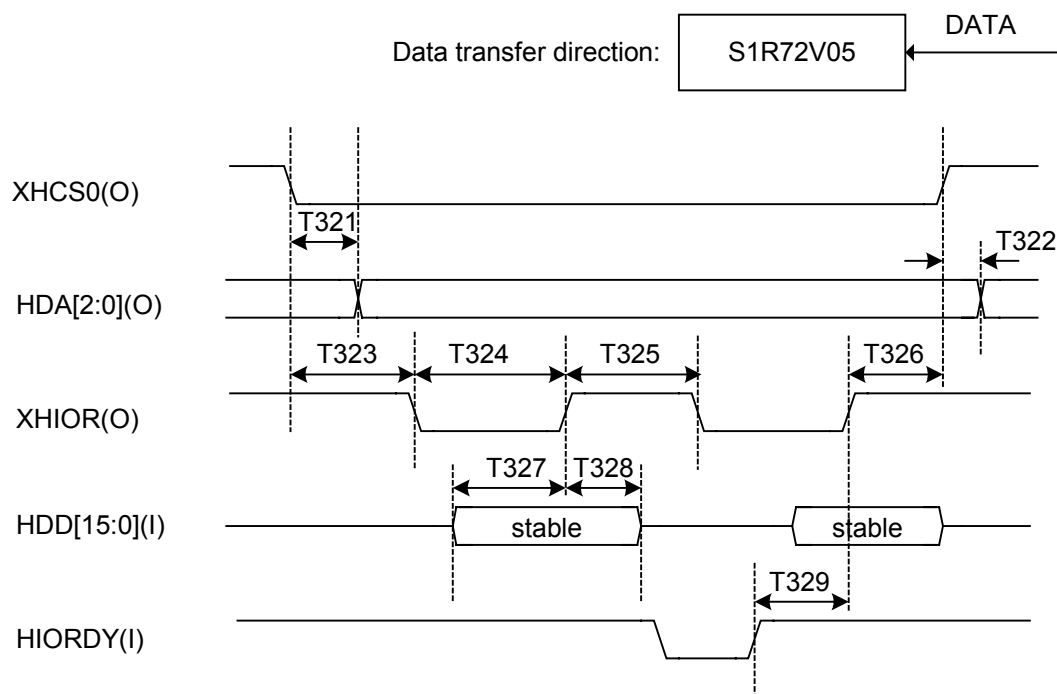 DATA
Data transfer direction: S1R72V05
XHCS0(O)
T321
T322
HDA[2:0](O)
T323 T324 T325 T326
XHIOR(O)
T327 T328
HDD[15:0](I) stable stable
T329
HIORDY(I)